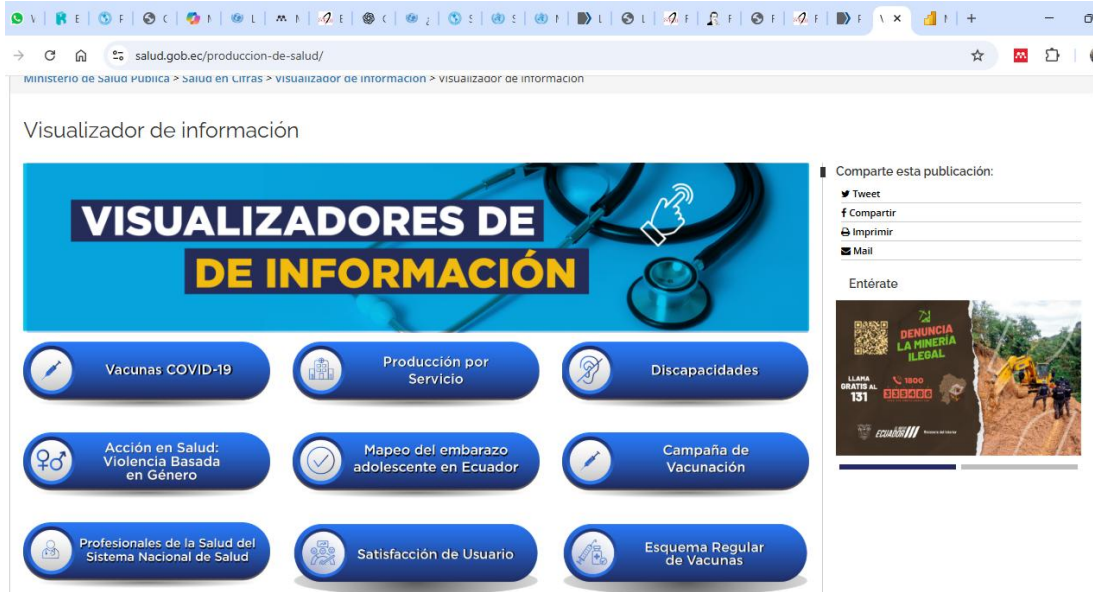 salud.gob.ec/produccion-de-salud/
Ministerio de Salud Pública > Salud en Cifras > Visualizador de información > Visualizador de información
Visualizador de información
VISUALIZADORES DE
DE INFORMACIÓN
Vacunas COVID-19
Producción por
Servicio
Discapacidades
Acción en Salud:
Violencia Basada
en Género
Mapeo del embarazo
adolescente en Ecuador
Campaña de
Vacunación
Profesionales de la Salud del
Sistema Nacional de Salud
Satisfacción de Usuario
Esquema Regular
de Vacunas
Comparte esta publicación:
Tweet
Compartir
Imprimir
Mail
Entérate
DENUNCIA
LA MINERÍA
ILEGAL
LLAMA
GRATIS AL
131
1800
ECUADOR